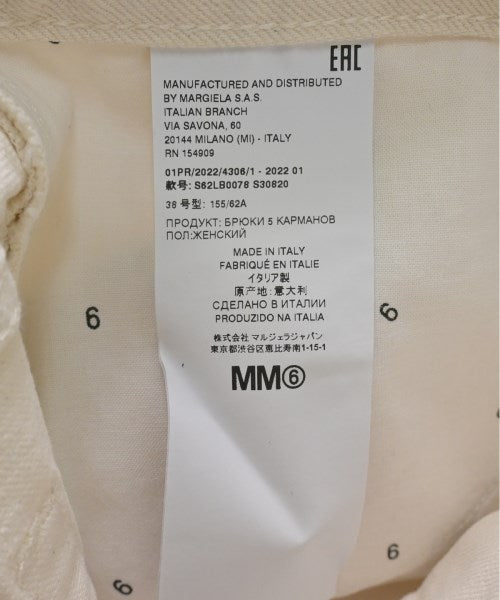 EAC
MANUFACTURED AND DISTRIBUTED
BY MARGIELA S.A.S.
ITALIAN BRANCH
VIA SAVONA, 60
20144 MILANO (MI) - ITALY
RN 154909
01PR/2022/4306/1 - 2022 01
款号: S62LB0078 S30820
38 号型: 155/62A
ПРОДУКТ: БРЮКИ 5 КАРМАНОВ
ПОЛ:ЖЕНСКИЙ
MADE IN ITALY
FABRIQUÉ EN ITALIE
イタリア製
原产地: 意大利
СДЕЛАНО В ИТАЛИИ
PRODUZIDO NA ITALIA
株式会社 マルジェラジャパン
東京都渋谷区恵比寿南1-15-1
MM⑥
6
6
6
6
6